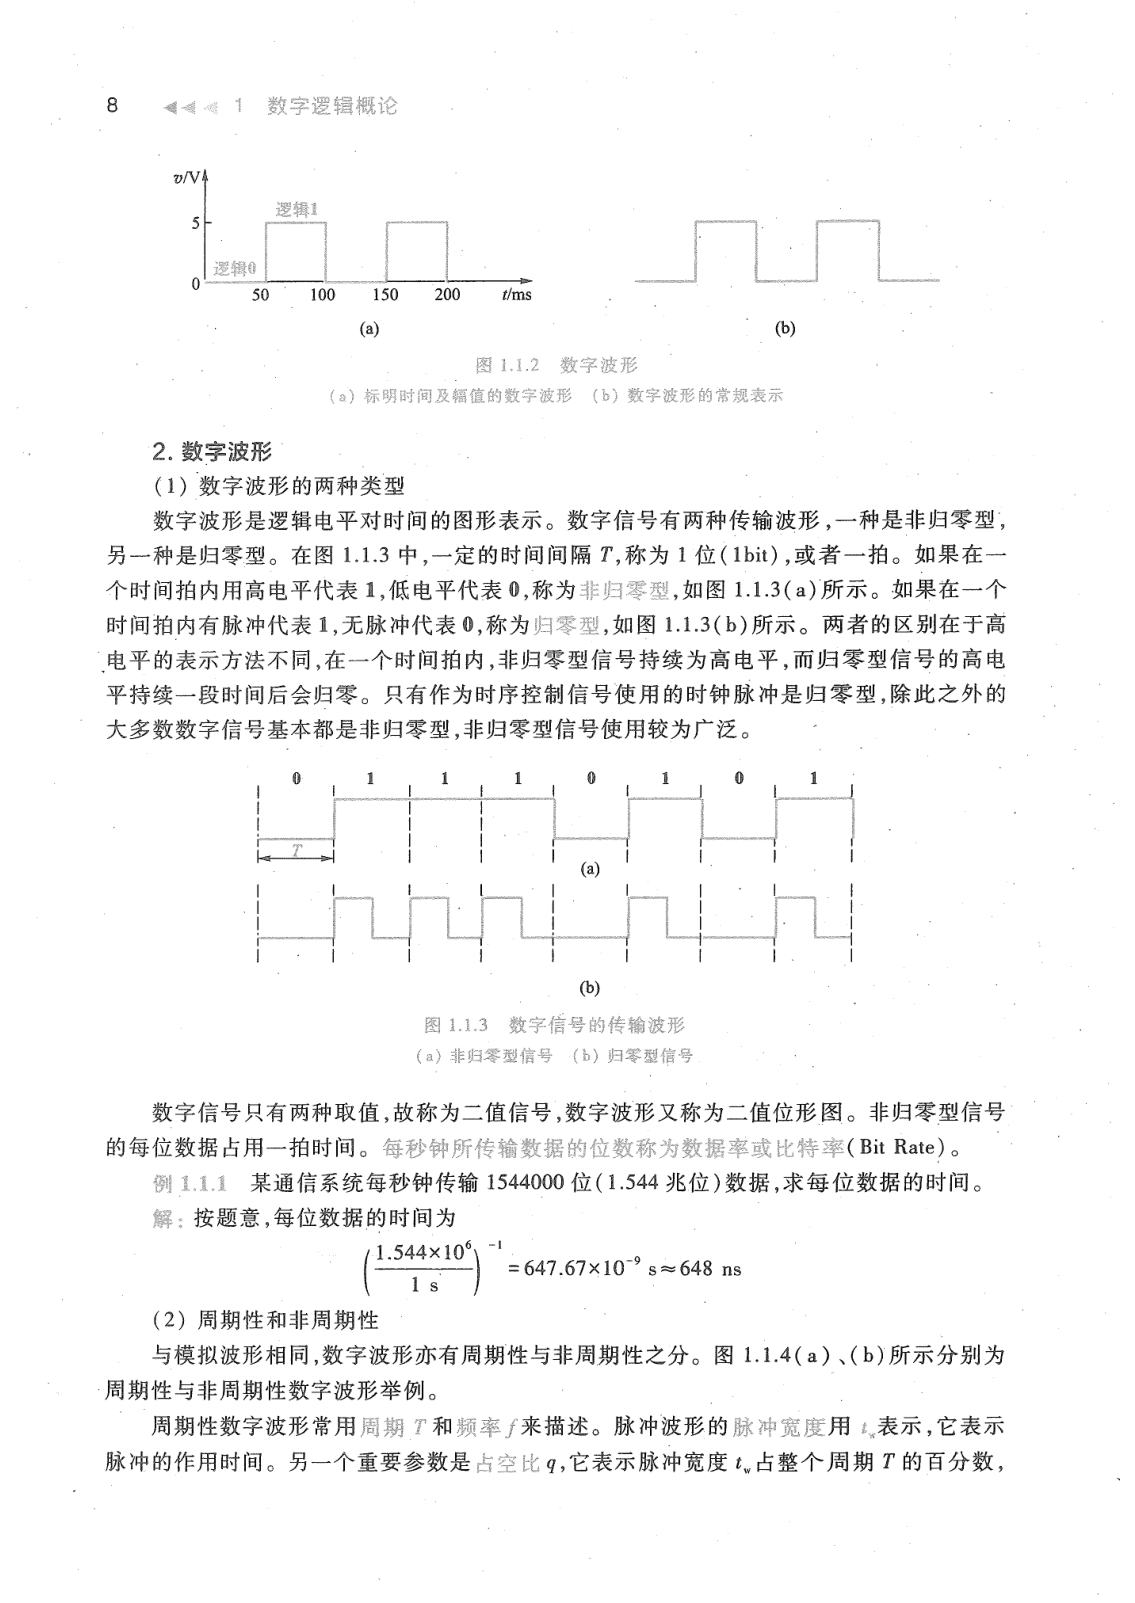 8 1 数字逻辑概论
v/V
逻辑1
5
逻辑0
0
50 100 150 200 t/ms
(a) (b)
图 1.1.2 数字波形
(a) 标明时间及幅值的数字波形 (b) 数字波形的常规表示
2. 数字波形
(1) 数字波形的两种类型
数字波形是逻辑电平对时间的图形表示。数字信号有两种传输波形,一种是非归零型,
另一种是归零型。在图 1.1.3 中,一定的时间间隔 T,称为 1 位(1bit),或者一拍。如果在一
个时间拍内用高电平代表 1,低电平代表 0,称为非归零型,如图 1.1.3(a)所示。如果在一个
时间拍内有脉冲代表 1,无脉冲代表 0,称为归零型,如图 1.1.3(b)所示。两者的区别在于高
电平的表示方法不同,在一个时间拍内,非归零型信号持续为高电平,而归零型信号的高电
平持续一段时间后会归零。只有作为时序控制信号使用的时钟脉冲是归零型,除此之外的
大多数数字信号基本都是非归零型,非归零型信号使用较为广泛。
0 1 1 1 0 1 0 1
T
(a)
(b)
图 1.1.3 数字信号的传输波形
(a) 非归零型信号 (b) 归零型信号
数字信号只有两种取值,故称为二值信号,数字波形又称为二值位形图。非归零型信号
的每位数据占用一拍时间。每秒钟所传输数据的位数称为数据率或比特率(Bit Rate)。
例 1.1.1 某通信系统每秒钟传输 1544000 位(1.544 兆位)数据,求每位数据的时间。
解: 按题意,每位数据的时间为
(1.544×10⁶/1 s)⁻¹=647.67×10⁻⁹ s≈648 ns
(2) 周期性和非周期性
与模拟波形相同,数字波形亦有周期性与非周期性之分。图 1.1.4(a)、(b)所示分别为
周期性与非周期性数字波形举例。
周期性数字波形常用周期 T 和频率 f 来描述。脉冲波形的脉冲宽度用 tw表示,它表示
脉冲的作用时间。另一个重要参数是占空比 q,它表示脉冲宽度 tw占整个周期 T 的百分数,